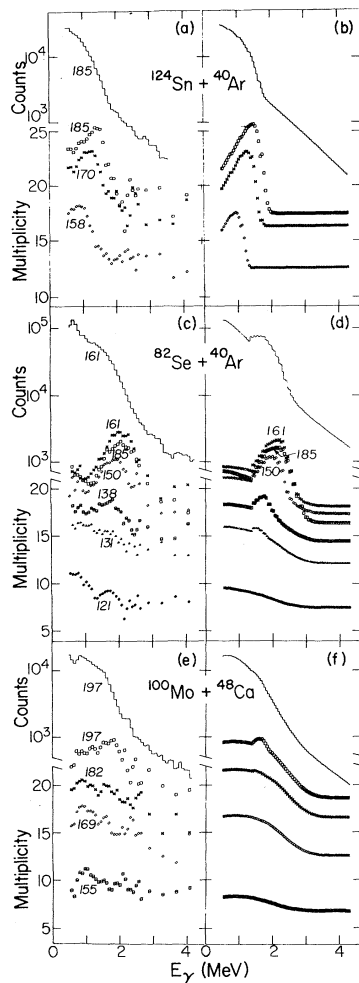 (a)
(b)
Counts
10⁴
10³
185
¹²⁴Sn + ⁴⁰Ar
Multiplicity
25
20
15
10
185
170
158
(c)
(d)
Counts
10⁵
10⁴
10³
161
⁸²Se + ⁴⁰Ar
Multiplicity
20
15
10
5
161
185
150
138
131
121
161
185
150
(e)
(f)
Counts
10⁴
10³
197
¹⁰⁰Mo + ⁴⁸Ca
Multiplicity
20
15
10
5
197
182
169
155
0 2 4 0 2 4
Eγ (MeV)